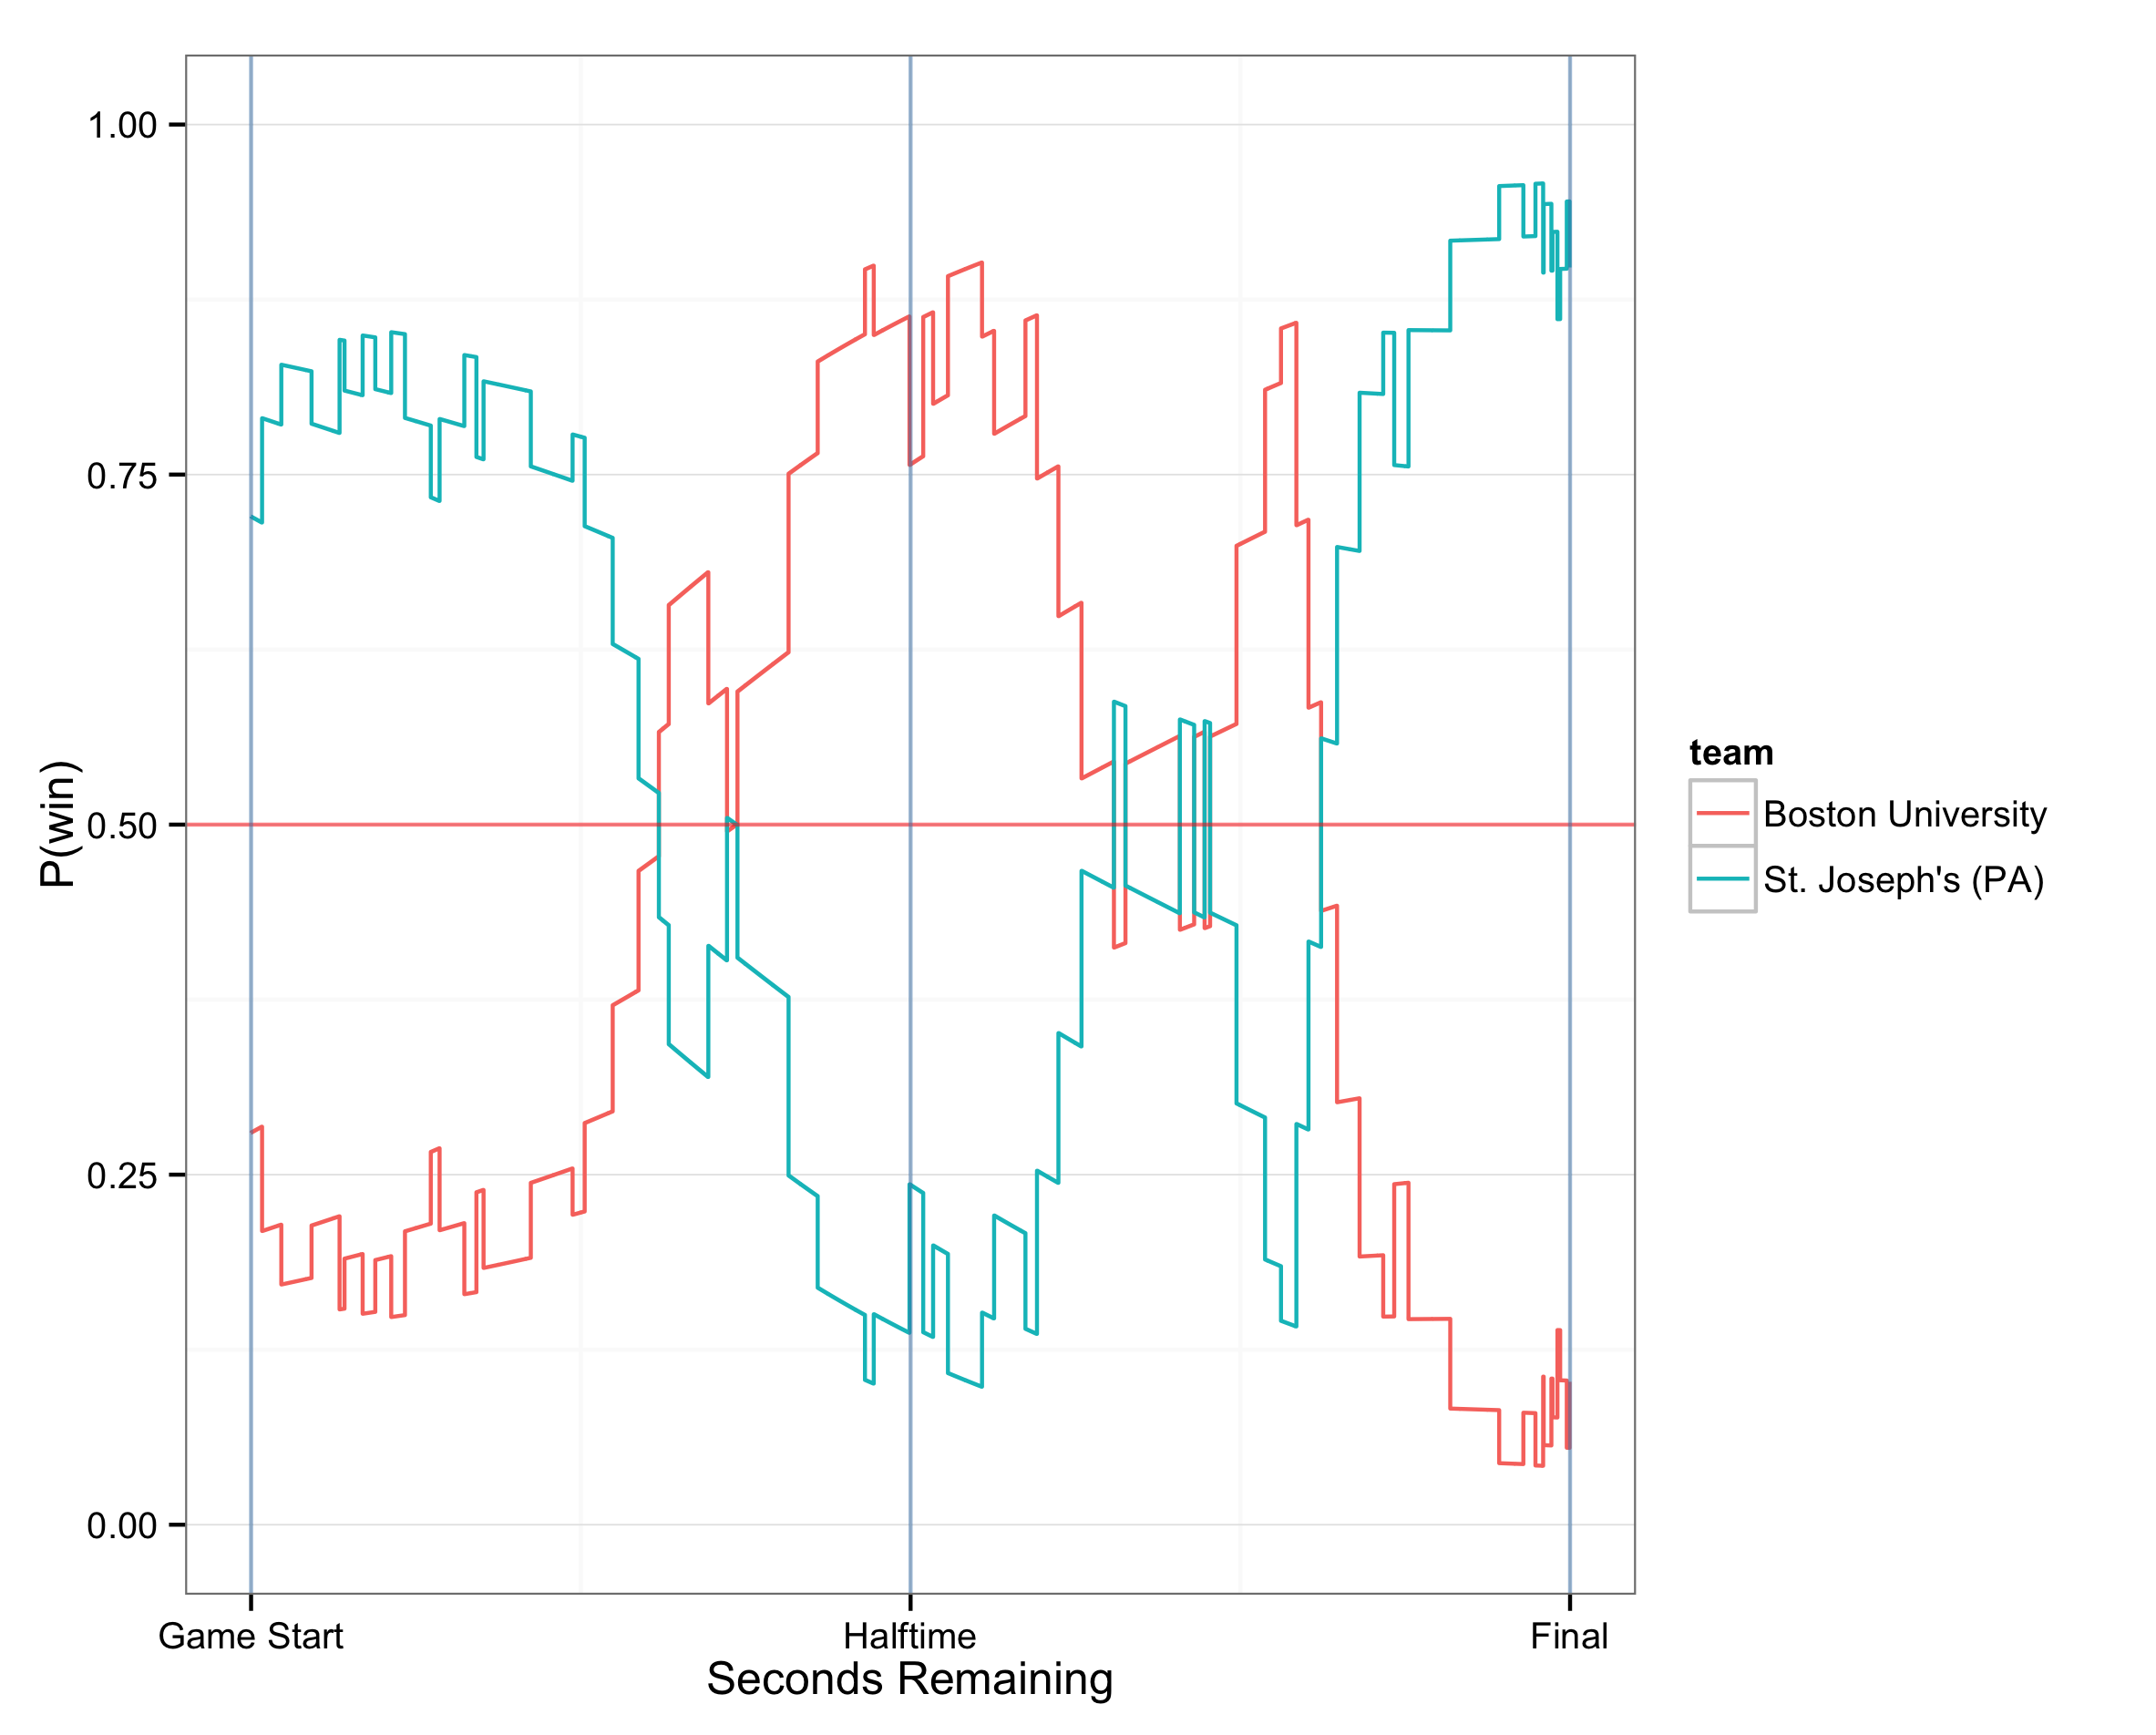 1.00
0.75
0.50
0.25
0.00
P(win)
Game Start
Halftime
Final
Seconds Remaining
team
Boston University
St. Joseph's (PA)